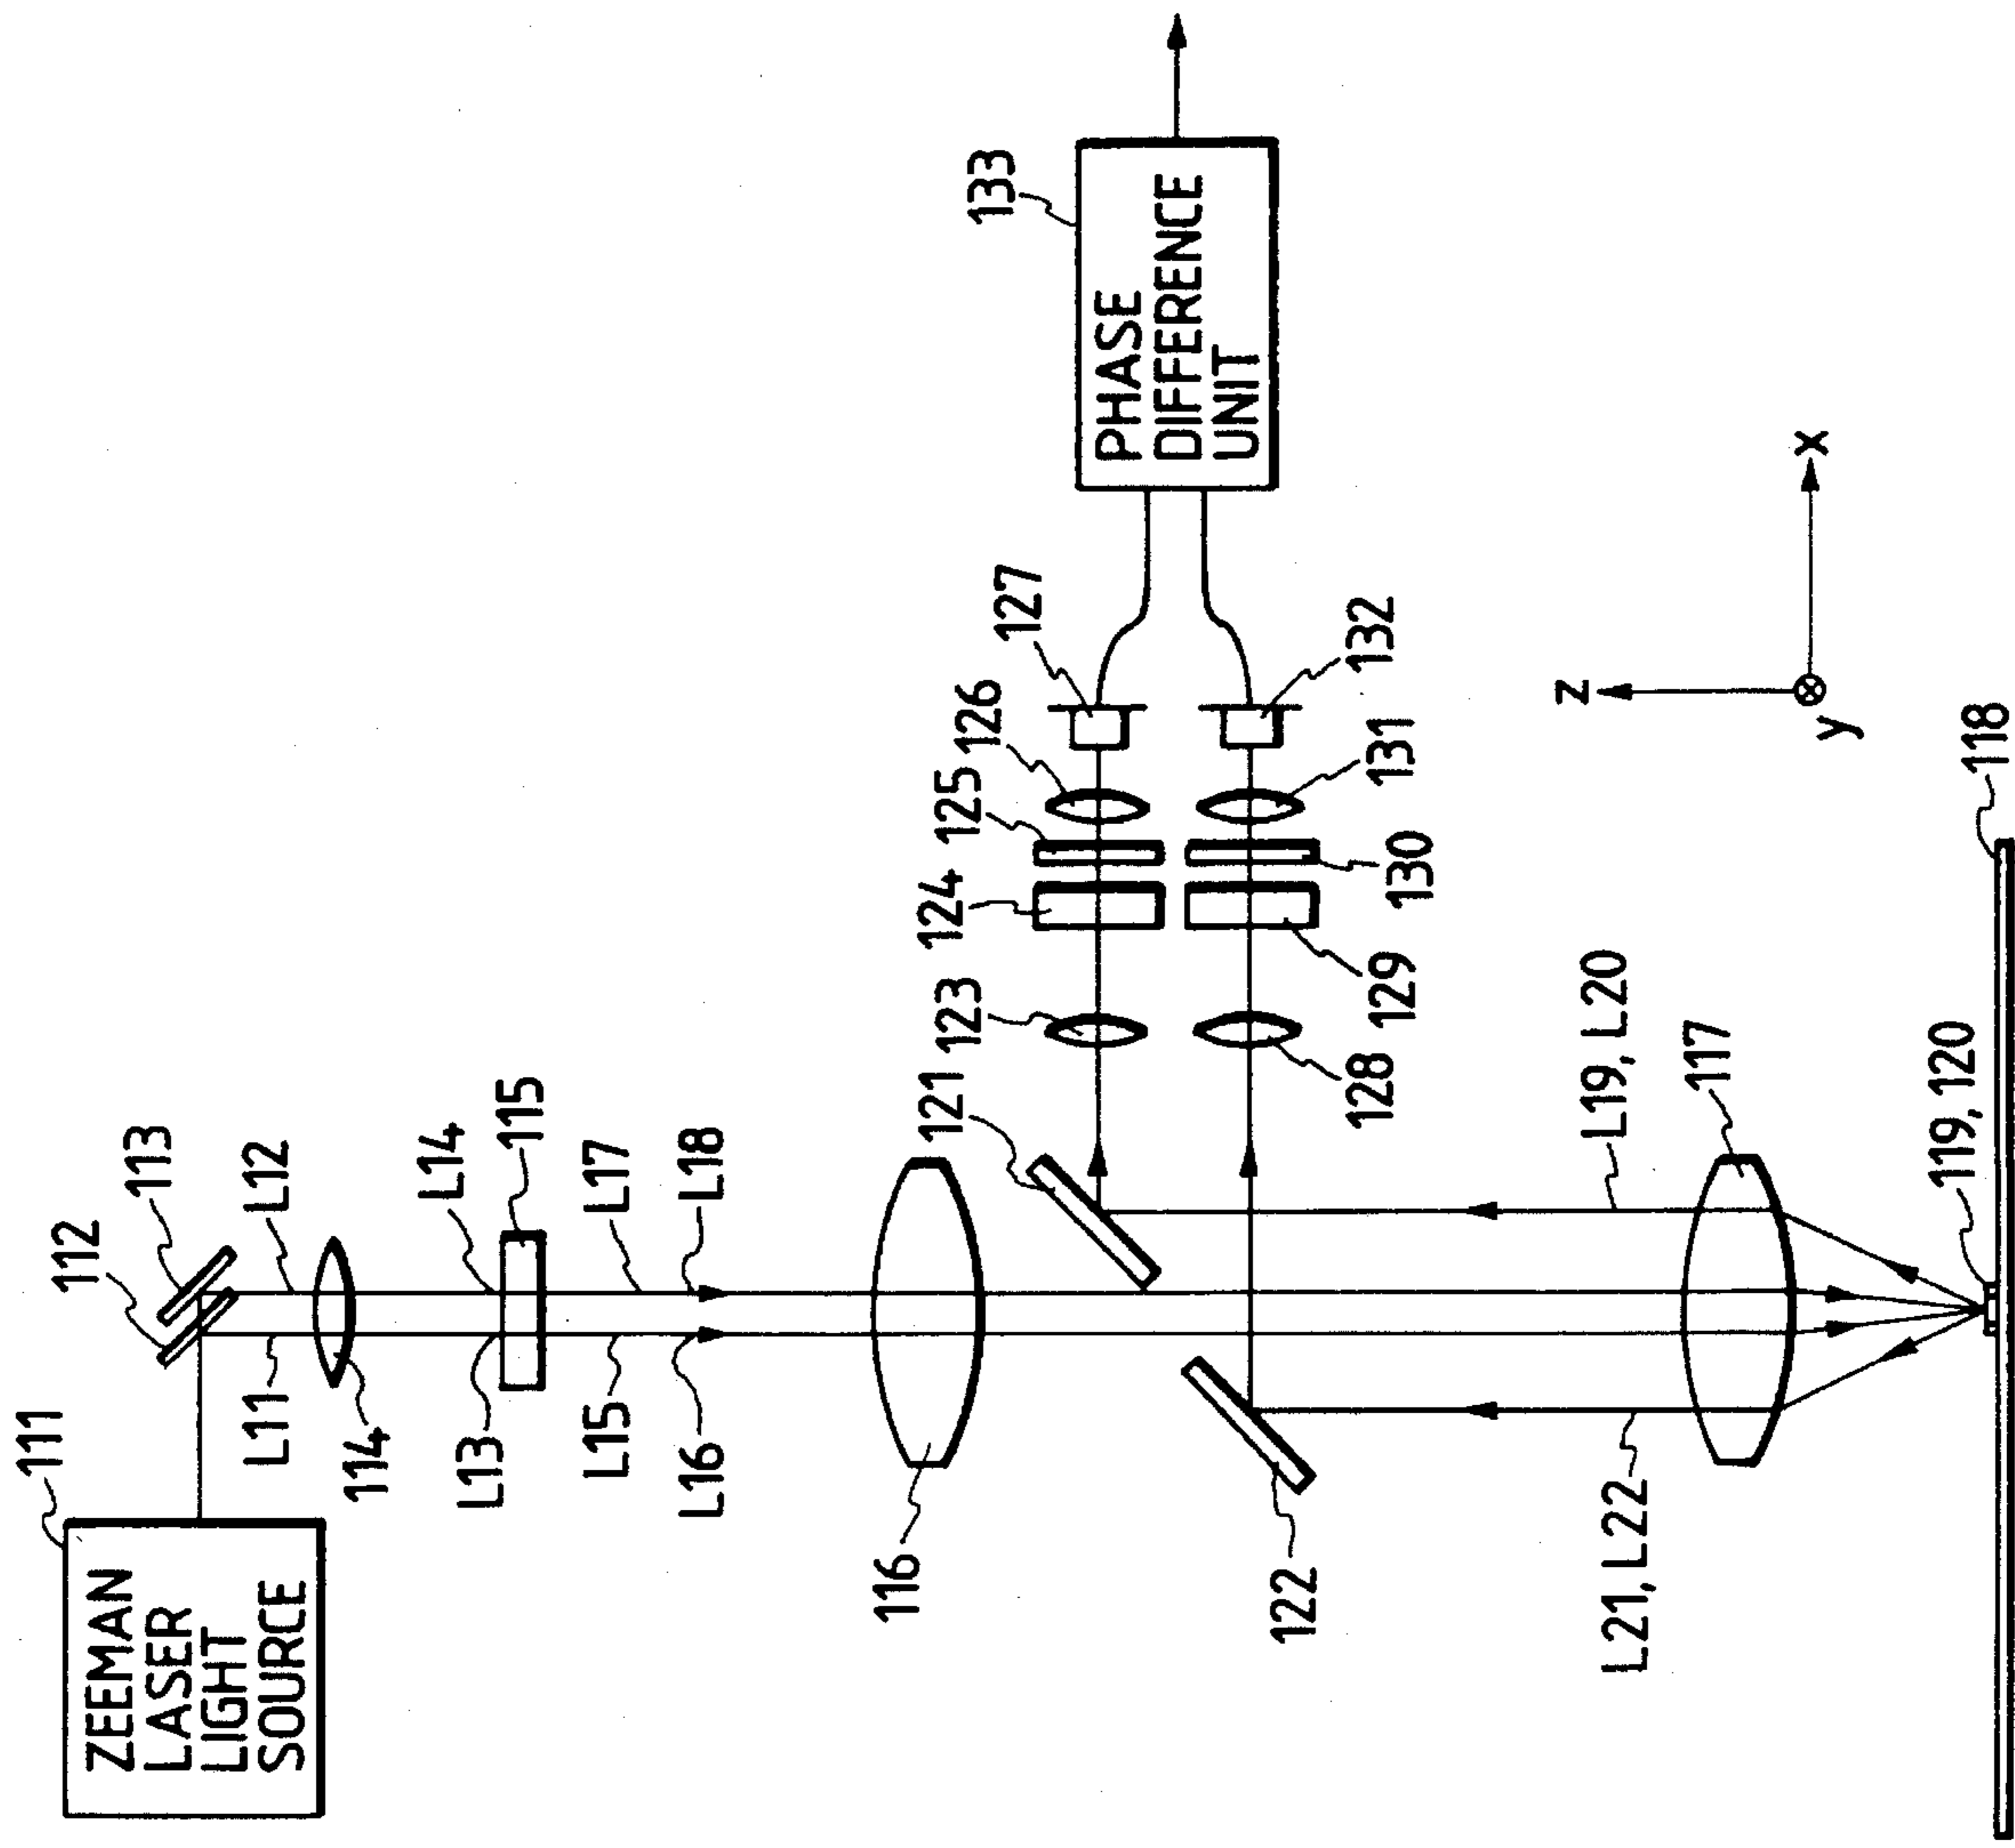 111
ZEEMAN
LASER
LIGHT
SOURCE
112
113
L11
L12
114
L13
L14
115
L15
L17
L16
L18
116
121
122
123
124
125
126
127
128
129
130
131
132
133
PHASE
DIFFERENCE
UNIT
z
x
y
L19, L20
L21, L22
117
119, 120
118